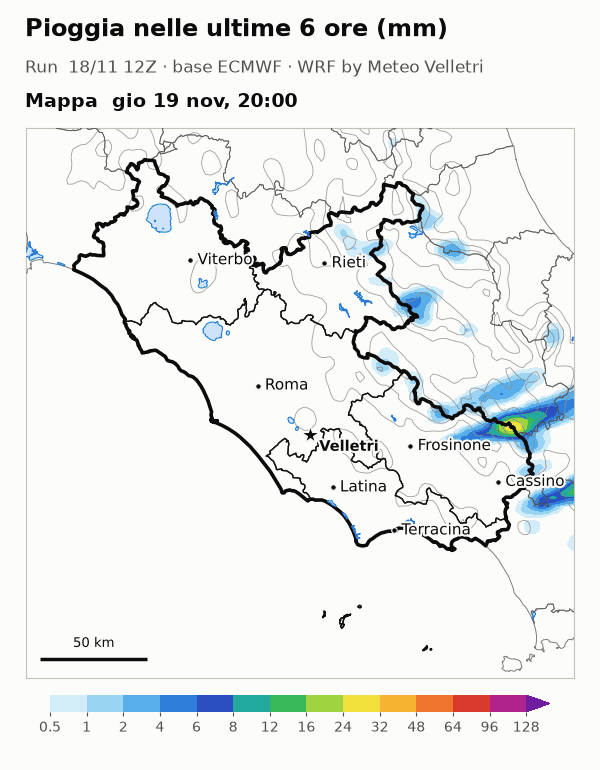 Pioggia nelle ultime 6 ore (mm)
Run  18/11 12Z · base ECMWF · WRF by Meteo Velletri
Mappa  gio 19 nov, 20:00
Viterbo
Rieti
Roma
Velletri
Frosinone
Latina
Cassino
Terracina
50 km
0.5 1 2 4 6 8 12 16 24 32 48 64 96 128